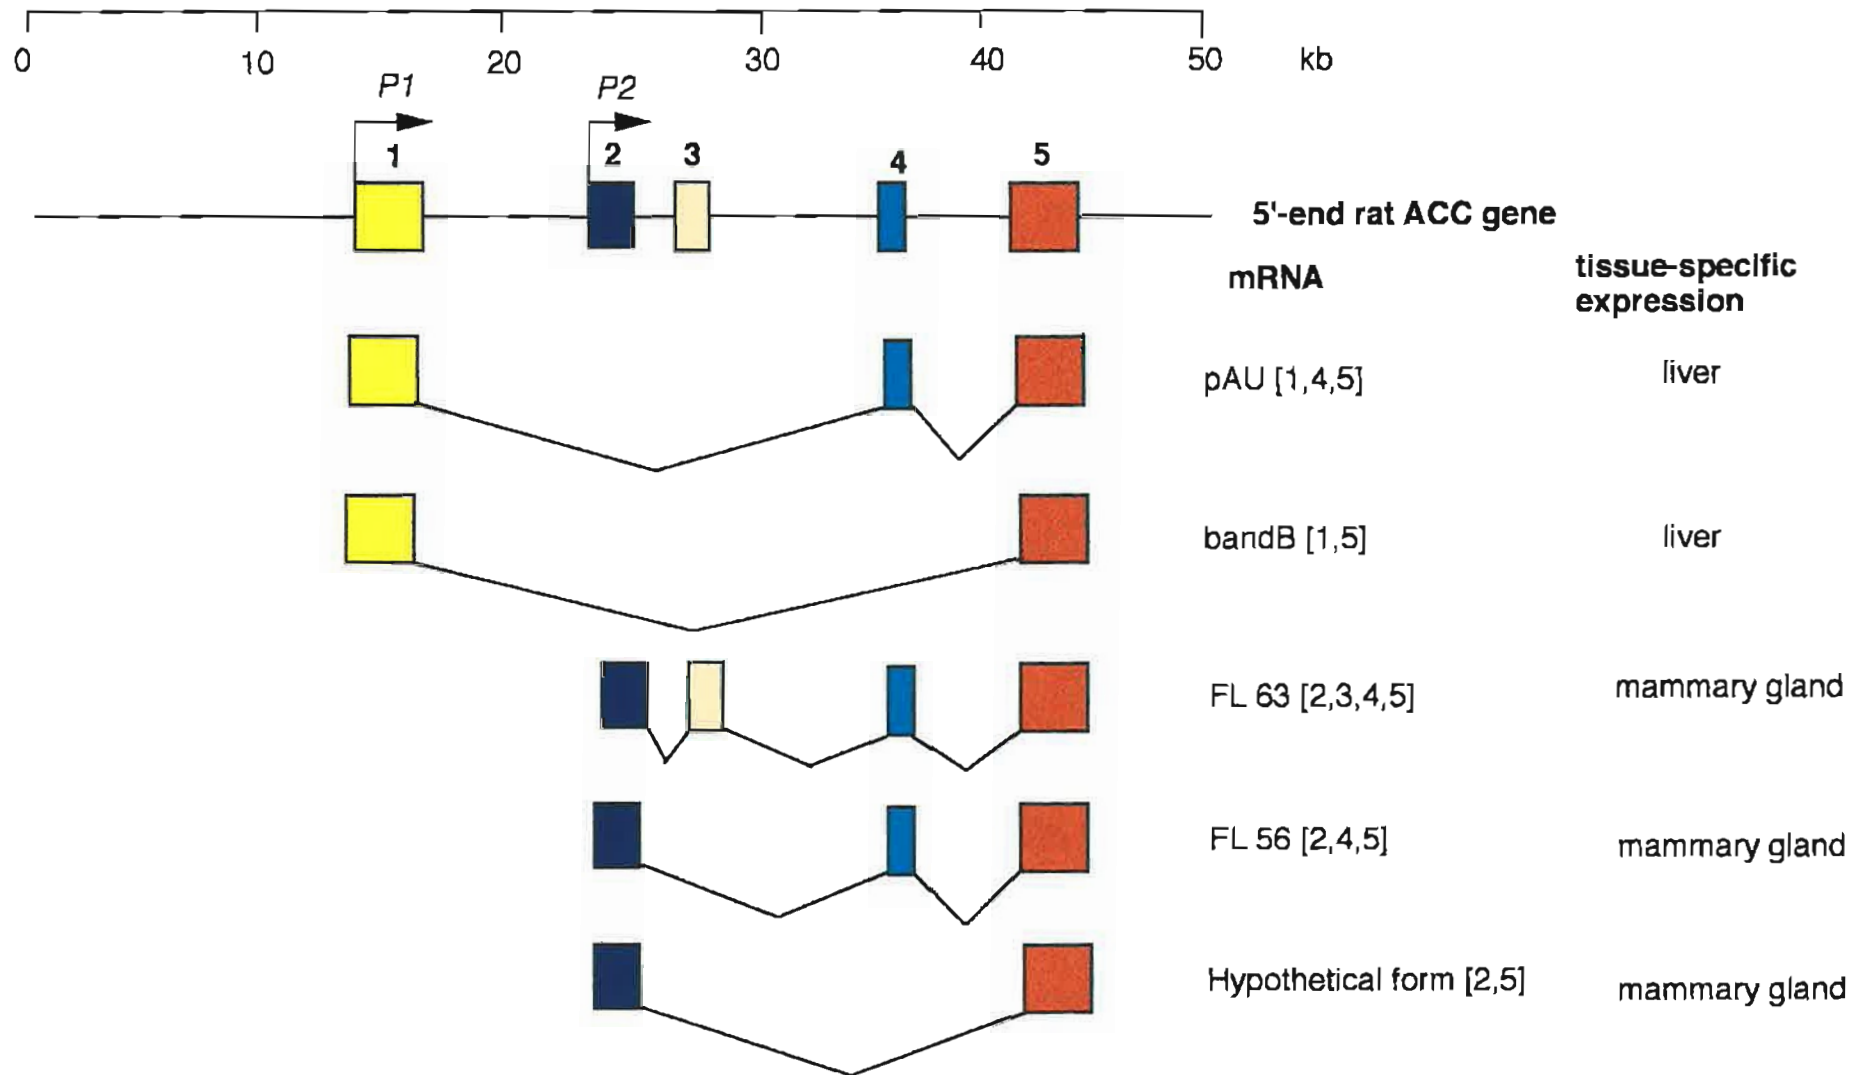 0 10 20 30 40 50 kb
P1 P2
1 2 3 4 5
5'-end rat ACC gene
mRNA
tissue-specific
expression
pAU [1,4,5] liver
bandB [1,5] liver
FL 63 [2,3,4,5] mammary gland
FL 56 [2,4,5] mammary gland
Hypothetical form [2,5] mammary gland